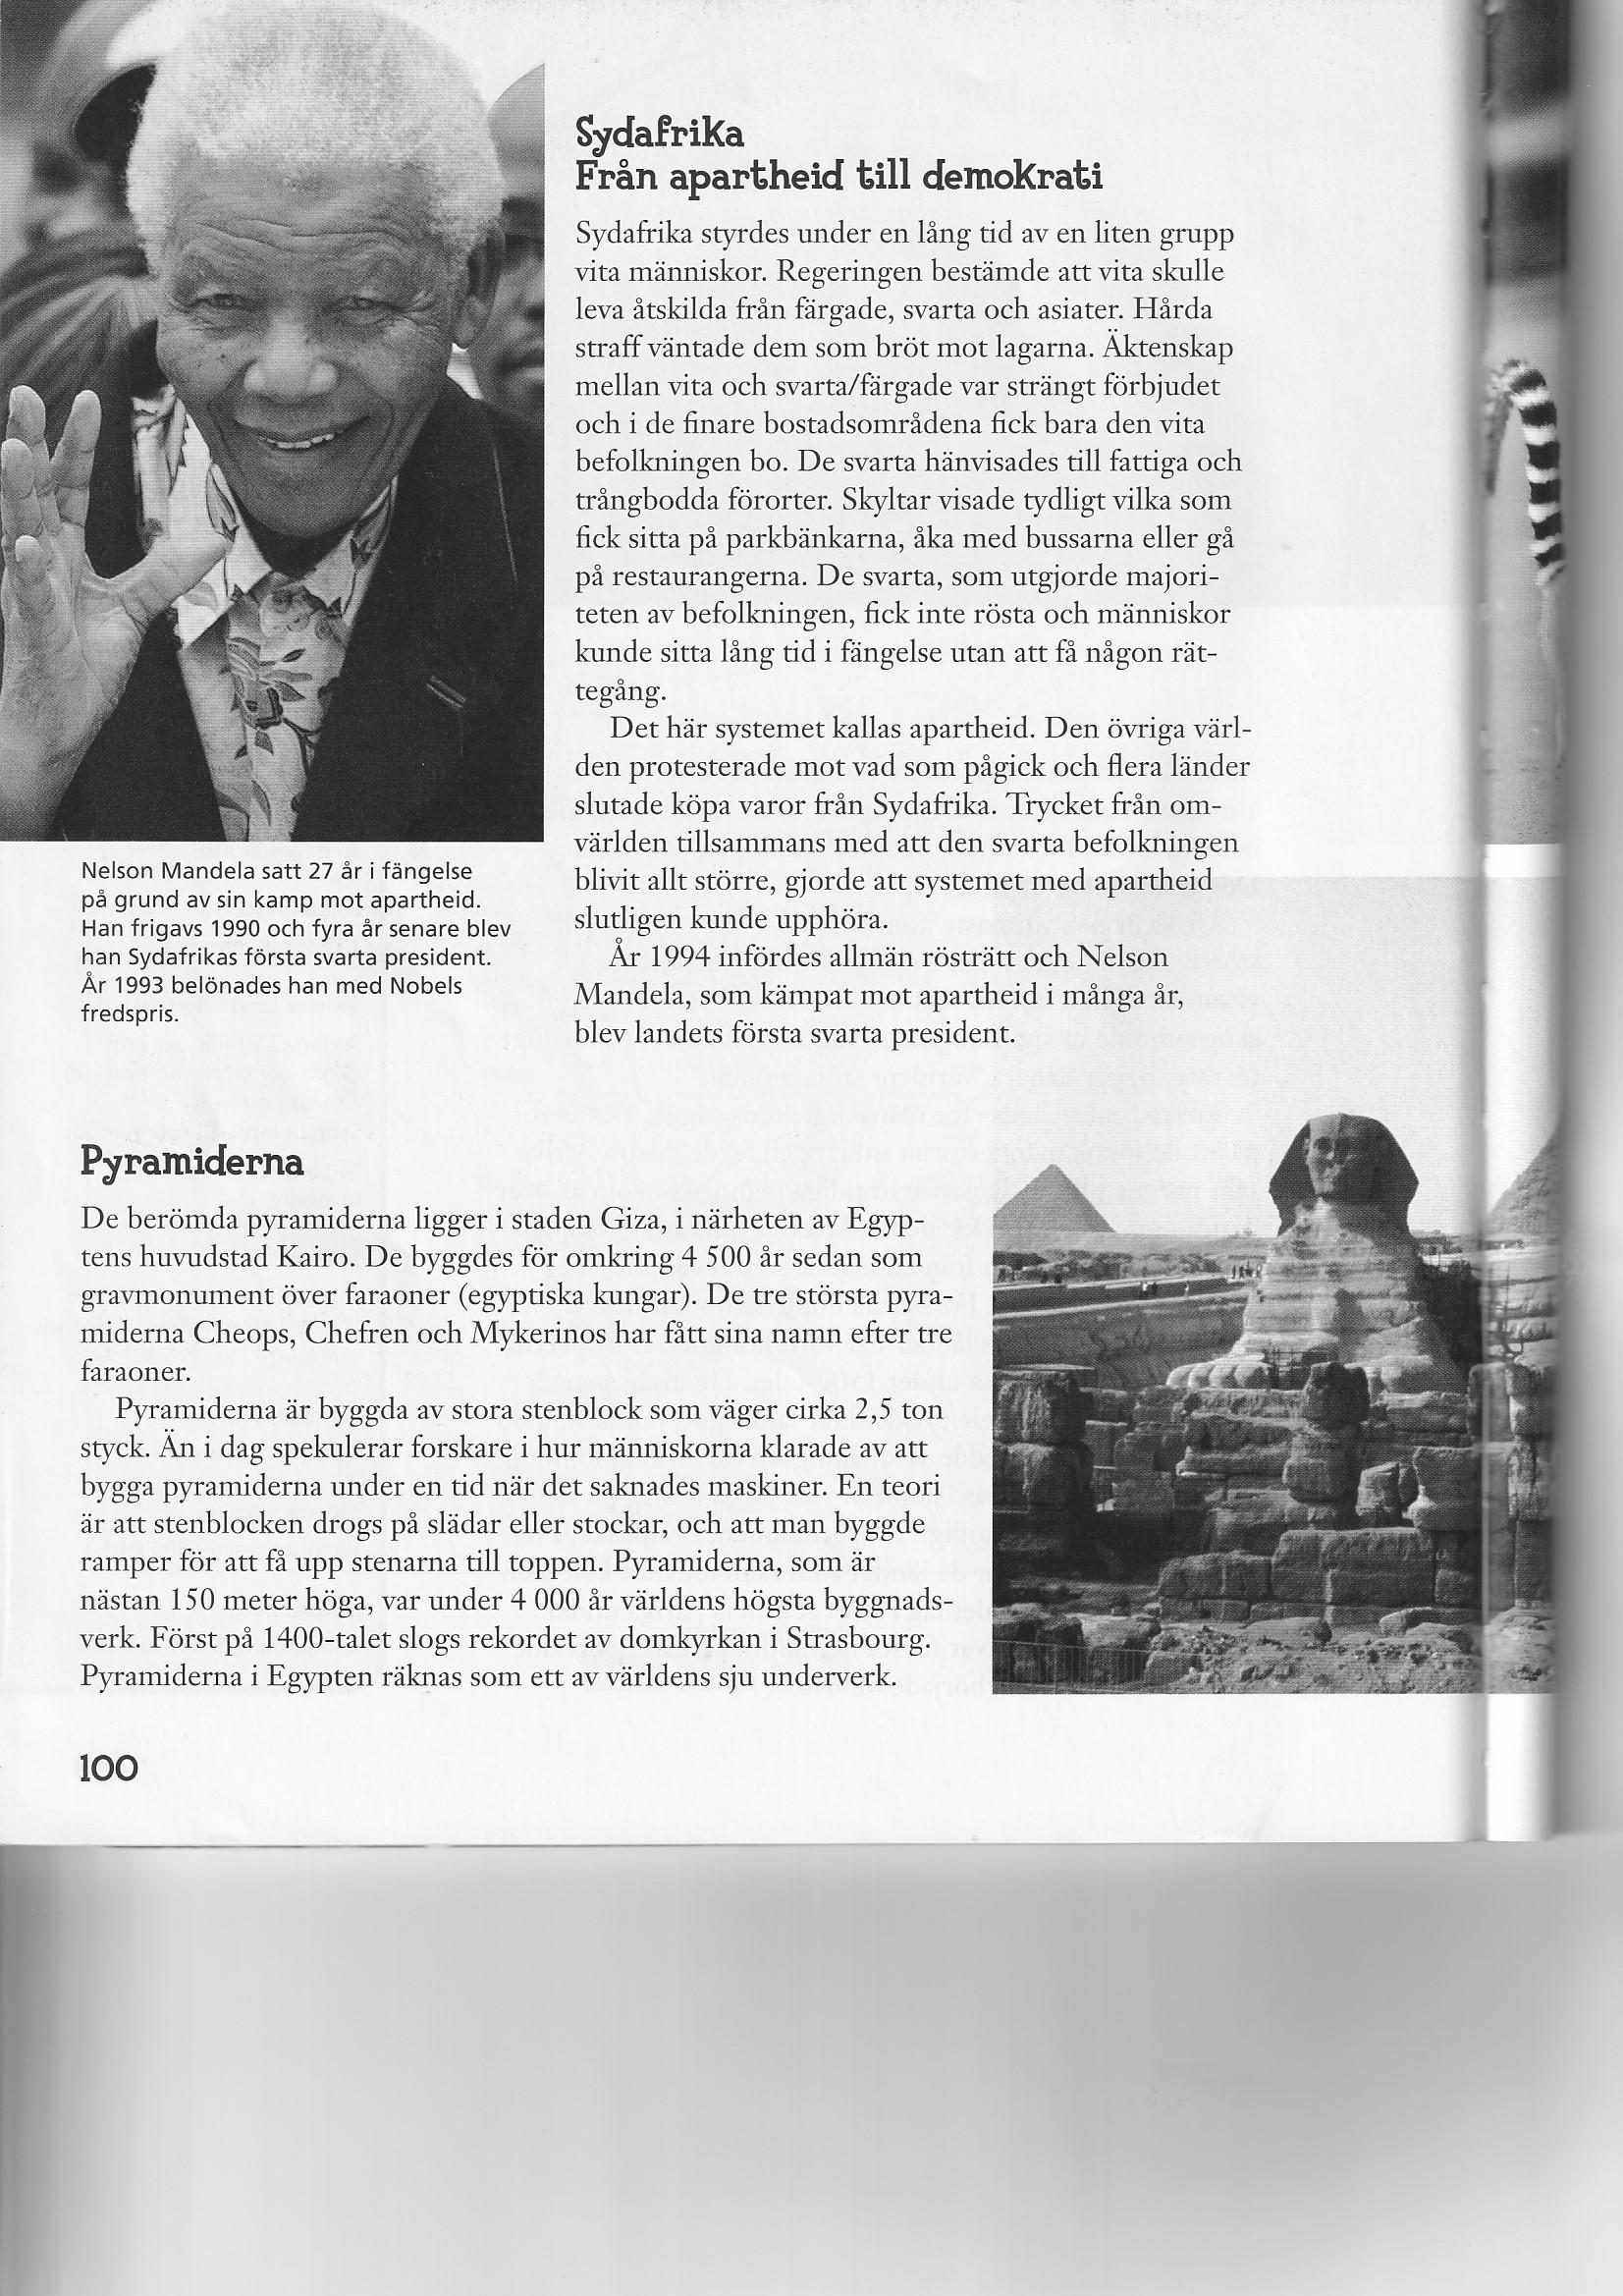 Sydafrika
Från apartheid till demokrati
Sydafrika styrdes under en lång tid av en liten grupp
vita människor. Regeringen bestämde att vita skulle
leva åtskilda från färgade, svarta och asiater. Hårda
straff väntade dem som bröt mot lagarna. Äktenskap
mellan vita och svarta/färgade var strängt förbjudet
och i de finare bostadsområdena fick bara den vita
befolkningen bo. De svarta hänvisades till fattiga och
trångbodda förorter. Skyltar visade tydligt vilka som
fick sitta på parkbänkarna, åka med bussarna eller gå
på restaurangerna. De svarta, som utgjorde majori-
teten av befolkningen, fick inte rösta och människor
kunde sitta lång tid i fängelse utan att få någon rät-
tegång.
Det här systemet kallas apartheid. Den övriga värl-
den protesterade mot vad som pågick och flera länder
slutade köpa varor från Sydafrika. Trycket från om-
världen tillsammans med att den svarta befolkningen
blivit allt större, gjorde att systemet med apartheid
slutligen kunde upphöra.
År 1994 infördes allmän rösträtt och Nelson
Mandela, som kämpat mot apartheid i många år,
blev landets första svarta president.
Nelson Mandela satt 27 år i fängelse
på grund av sin kamp mot apartheid.
Han frigavs 1990 och fyra år senare blev
han Sydafrikas första svarta president.
År 1993 belönades han med Nobels
fredspris.
Pyramiderna
De berömda pyramiderna ligger i staden Giza, i närheten av Egyp-
tens huvudstad Kairo. De byggdes för omkring 4 500 år sedan som
gravmonument över faraoner (egyptiska kungar). De tre största pyra-
miderna Cheops, Chefren och Mykerinos har fått sina namn efter tre
faraoner.
Pyramiderna är byggda av stora stenblock som väger cirka 2,5 ton
styck. Än i dag spekulerar forskare i hur människorna klarade av att
bygga pyramiderna under en tid när det saknades maskiner. En teori
är att stenblocken drogs på slädar eller stockar, och att man byggde
ramper för att få upp stenarna till toppen. Pyramiderna, som är
nästan 150 meter höga, var under 4 000 år världens högsta byggnads-
verk. Först på 1400-talet slogs rekordet av domkyrkan i Strasbourg.
Pyramiderna i Egypten räknas som ett av världens sju underverk.
100